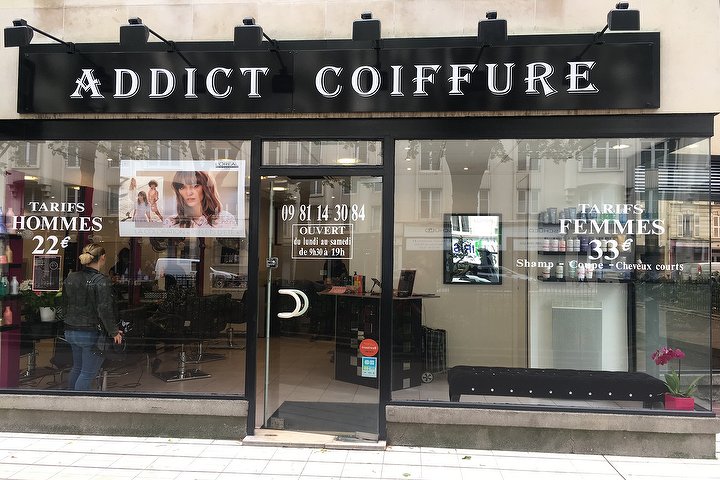 ADDICT COIFFURE
TARIFS
HOMMES
22€
L'ORÉAL
09 81 14 30 84
OUVERT
du lundi au samedi
de 9h30 à 19h
TARIFS
FEMMES
33€
Shamp - Coupe - Cheveux courts